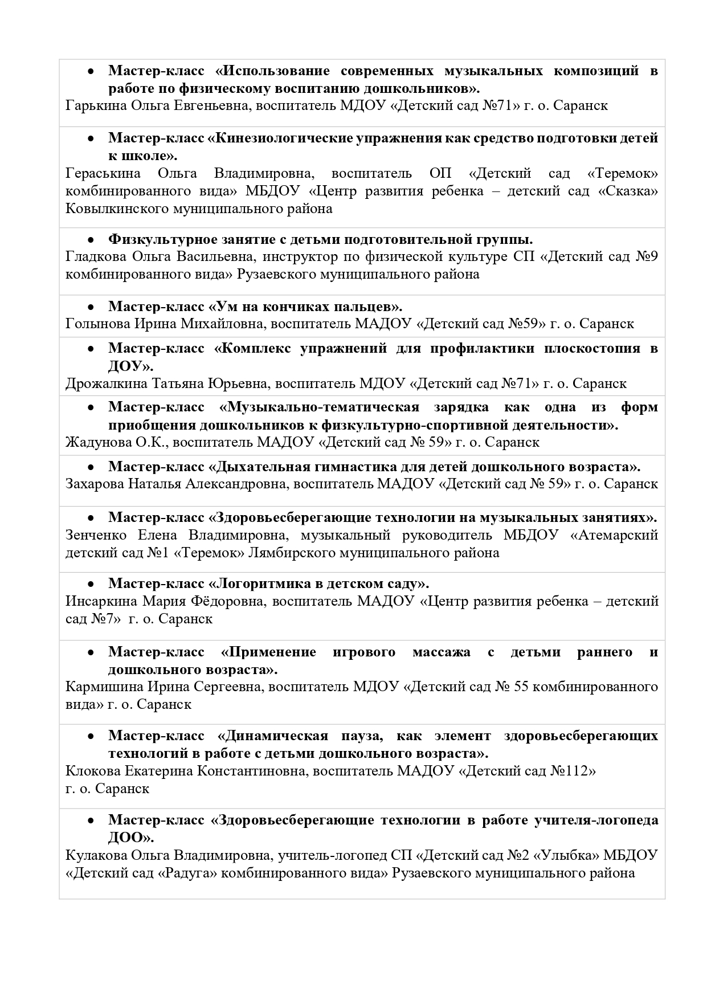 • Мастер-класс «Использование современных музыкальных композиций в
работе по физическому воспитанию дошкольников».
Гарькина Ольга Евгеньевна, воспитатель МДОУ «Детский сад №71» г. о. Саранск
• Мастер-класс «Кинезиологические упражнения как средство подготовки детей
к школе».
Гераськина Ольга Владимировна, воспитатель ОП «Детский сад «Теремок»
комбинированного вида» МБДОУ «Центр развития ребенка – детский сад «Сказка»
Ковылкинского муниципального района
• Физкультурное занятие с детьми подготовительной группы.
Гладкова Ольга Васильевна, инструктор по физической культуре СП «Детский сад №9
комбинированного вида» Рузаевского муниципального района
• Мастер-класс «Ум на кончиках пальцев».
Голынова Ирина Михайловна, воспитатель МАДОУ «Детский сад №59» г. о. Саранск
• Мастер-класс «Комплекс упражнений для профилактики плоскостопия в
ДОУ».
Дрожалкина Татьяна Юрьевна, воспитатель МДОУ «Детский сад №71» г. о. Саранск
• Мастер-класс «Музыкально-тематическая зарядка как одна из форм
приобщения дошкольников к физкультурно-спортивной деятельности».
Жадунова О.К., воспитатель МАДОУ «Детский сад № 59» г. о. Саранск
• Мастер-класс «Дыхательная гимнастика для детей дошкольного возраста».
Захарова Наталья Александровна, воспитатель МАДОУ «Детский сад № 59» г. о. Саранск
• Мастер-класс «Здоровьесберегающие технологии на музыкальных занятиях».
Зенченко Елена Владимировна, музыкальный руководитель МБДОУ «Атемарский
детский сад №1 «Теремок» Лямбирского муниципального района
• Мастер-класс «Логоритмика в детском саду».
Инсаркина Мария Фёдоровна, воспитатель МАДОУ «Центр развития ребенка – детский
сад №7» г. о. Саранск
• Мастер-класс «Применение игрового массажа с детьми раннего и
дошкольного возраста».
Кармишина Ирина Сергеевна, воспитатель МДОУ «Детский сад № 55 комбинированного
вида» г. о. Саранск
• Мастер-класс «Динамическая пауза, как элемент здоровьесберегающих
технологий в работе с детьми дошкольного возраста».
Клокова Екатерина Константиновна, воспитатель МАДОУ «Детский сад №112»
г. о. Саранск
• Мастер-класс «Здоровьесберегающие технологии в работе учителя-логопеда
ДОО».
Кулакова Ольга Владимировна, учитель-логопед СП «Детский сад №2 «Улыбка» МБДОУ
«Детский сад «Радуга» комбинированного вида» Рузаевского муниципального района